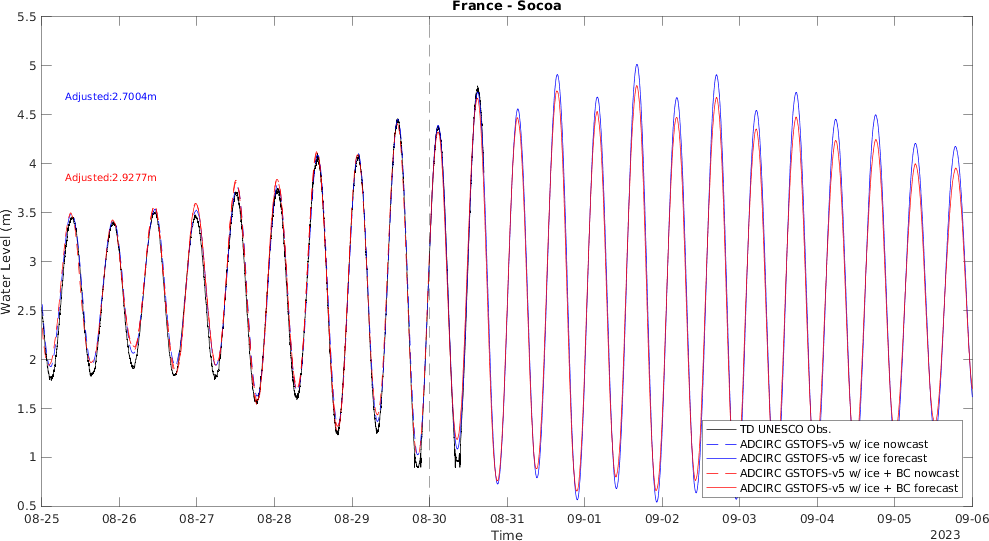 France - Socoa
5.5
5
4.5
4
3.5
3
2.5
2
1.5
1
0.5
Water Level (m)
Adjusted:2.7004m
Adjusted:2.9277m
TD UNESCO Obs.
ADCIRC GSTOFS-v5 w/ ice nowcast
ADCIRC GSTOFS-v5 w/ ice forecast
ADCIRC GSTOFS-v5 w/ ice + BC nowcast
ADCIRC GSTOFS-v5 w/ ice + BC forecast
08-25 08-26 08-27 08-28 08-29 08-30 08-31 09-01 09-02 09-03 09-04 09-05 09-06
Time
2023